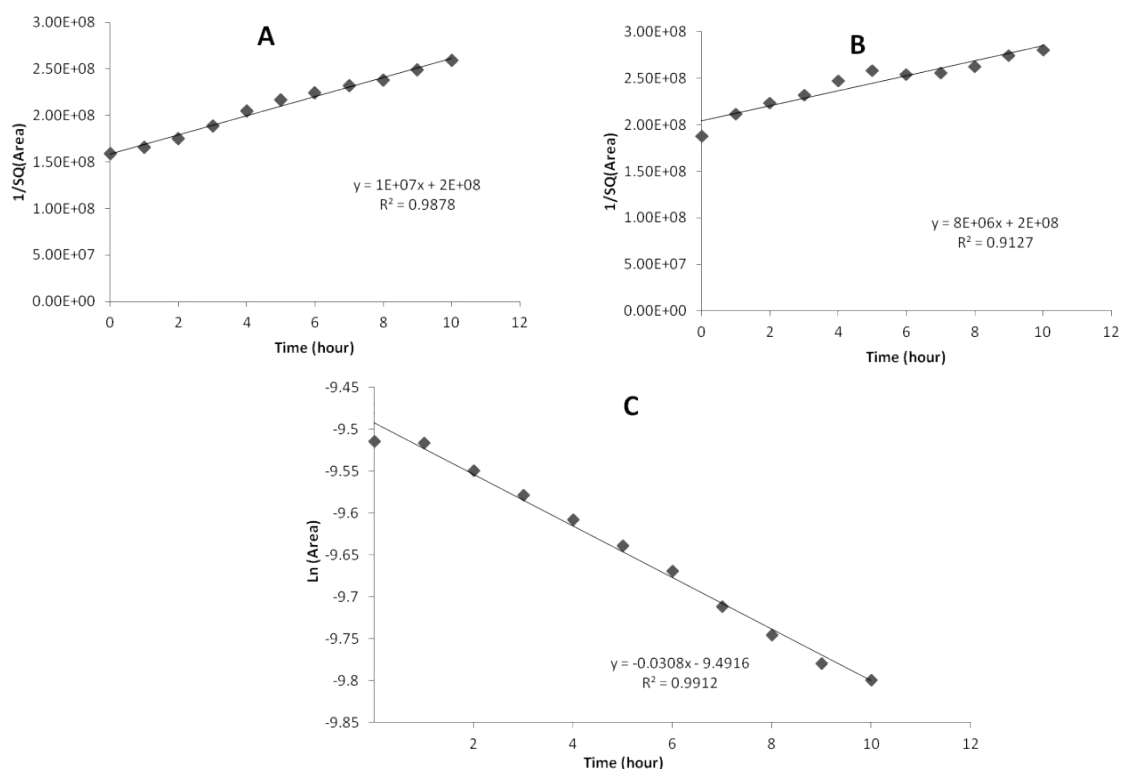 A
3.00E+08
2.50E+08
2.00E+08
1.50E+08
1.00E+08
5.00E+07
0.00E+00
1/SQ(Area)
y = 1E+07x + 2E+08
R² = 0.9878
0 2 4 6 8 10 12
Time (hour)
B
3.00E+08
2.50E+08
2.00E+08
1.50E+08
1.00E+08
5.00E+07
0.00E+00
1/SQ(Area)
y = 8E+06x + 2E+08
R² = 0.9127
0 2 4 6 8 10 12
Time (hour)
C
-9.45
-9.5
-9.55
-9.6
-9.65
-9.7
-9.75
-9.8
-9.85
Ln (Area)
y = -0.0308x - 9.4916
R² = 0.9912
2 4 6 8 10 12
Time (hour)